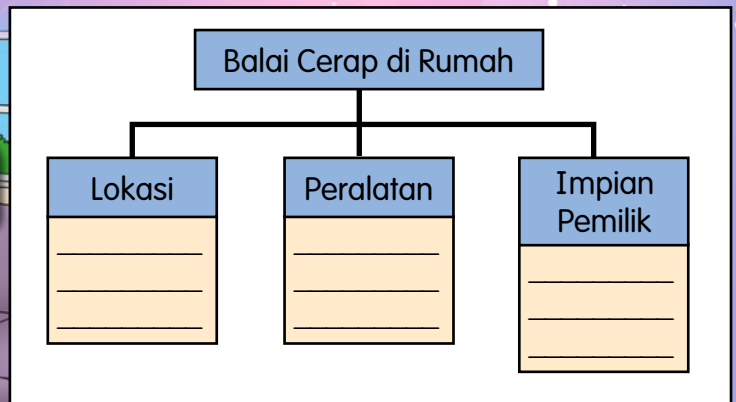 Balai Cerap di Rumah
Lokasi
Peralatan
Impian
Pemilik